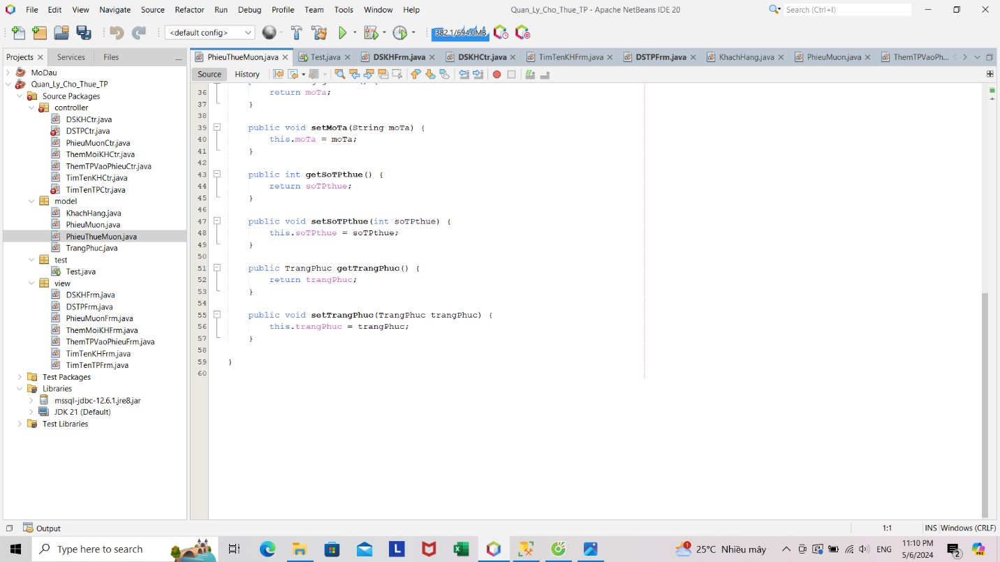 File Edit View Navigate Source Refactor Run Debug Profile Team Tools Window Help Quan_Ly_Cho_Thue_TP - Apache NetBeans IDE 20 Search (Ctrl+I)
<default config> 382.1/694.0MB
Projects Services Files
PhieuThueMuon.java Test.java DSKHFrm.java DSKHCtr.java TimTenKHFrm.java DSTPFrm.java KhachHang.java PhieuMuon.java ThemTPVaoPh...
Source History
MoDau
Quan_Ly_Cho_Thue_TP
Source Packages
controller
DSKHCtr.java
DSTPCtr.java
PhieuMuonCtr.java
ThemMoiKHCtr.java
ThemTPVaoPhieuCtr.java
TimTenKHCtr.java
TimTenTPCtr.java
model
KhachHang.java
PhieuMuon.java
PhieuThueMuon.java
TrangPhuc.java
test
Test.java
view
DSKHFrm.java
DSTPFrm.java
PhieuMuonFrm.java
ThemMoiKHFrm.java
ThemTPVaoPhieuFrm.java
TimTenKHFrm.java
TimTenTPFrm.java
Test Packages
Libraries
mssql-jdbc-12.6.1.jre8.jar
JDK 21 (Default)
Test Libraries
36 return moTa;
37 }
38
39 public void setMoTa(String moTa) {
40 this.moTa = moTa;
41 }
42
43 public int getSoTPthue() {
44 return soTPthue;
45 }
46
47 public void setSoTPthue(int soTPthue) {
48 this.soTPthue = soTPthue;
49 }
50
51 public TrangPhuc getTrangPhuc() {
52 return trangPhuc;
53 }
54
55 public void setTrangPhuc(TrangPhuc trangPhuc) {
56 this.trangPhuc = trangPhuc;
57 }
58
59 }
60
Output 1:1 INS Windows (CRLF)
Type here to search 1 25°C Nhiều mây ENG 11:10 PM 2 PRE
5/6/2024